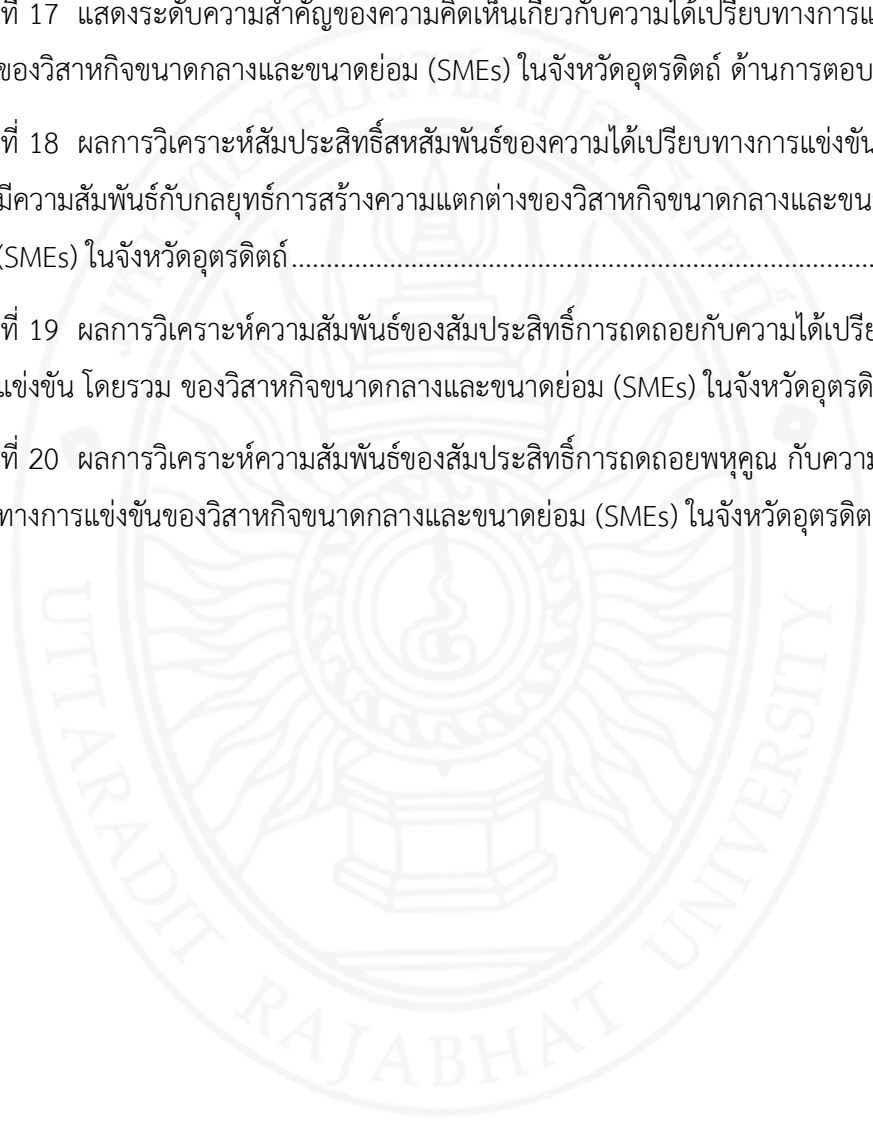 ที่ 17 แสดงระดับความสำคัญของความคิดเห็นเกี่ยวกับความได้เปรียบทางการแ
ของวิสาหกิจขนาดกลางและขนาดย่อม (SMEs) ในจังหวัดอุตรดิตถ์ ด้านการตอบ
ที่ 18 ผลการวิเคราะห์สัมประสิทธิ์สหสัมพันธ์ของความได้เปรียบทางการแข่งขัน
มีความสัมพันธ์กับกลยุทธ์การสร้างความแตกต่างของวิสาหกิจขนาดกลางและขน
(SMEs) ในจังหวัดอุตรดิตถ์........................................................................................
ที่ 19 ผลการวิเคราะห์ความสัมพันธ์ของสัมประสิทธิ์การถดถอยกับความได้เปรีย
แข่งขัน โดยรวม ของวิสาหกิจขนาดกลางและขนาดย่อม (SMEs) ในจังหวัดอุตรดิ
ที่ 20 ผลการวิเคราะห์ความสัมพันธ์ของสัมประสิทธิ์การถดถอยพหุคูณ กับความ
ทางการแข่งขันของวิสาหกิจขนาดกลางและขนาดย่อม (SMEs) ในจังหวัดอุตรดิต
UTTARADIT RAJABHAT UNIVERSITY